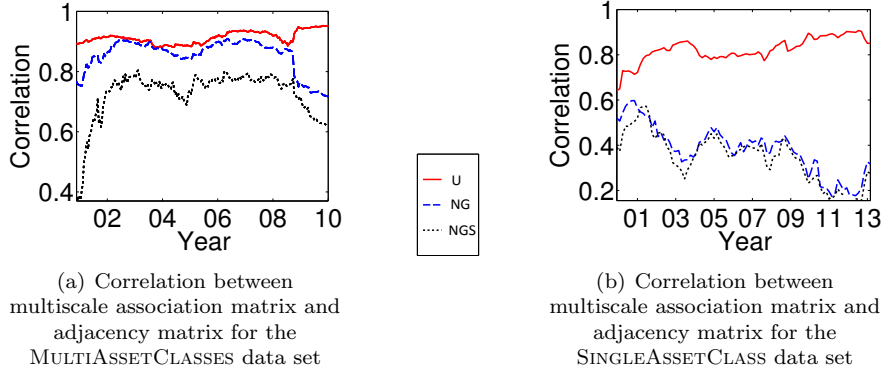 1
0.8
0.6
0.4
Correlation
02 04 06 08 10
Year
(a) Correlation between
multiscale association matrix and
adjacency matrix for the
MULTIASSETCLASSES data set
U
NG
NGS
1
0.8
0.6
0.4
0.2
Correlation
01 03 05 07 09 11 13
Year
(b) Correlation between
multiscale association matrix and
adjacency matrix for the
SINGLEASSETCLASS data set